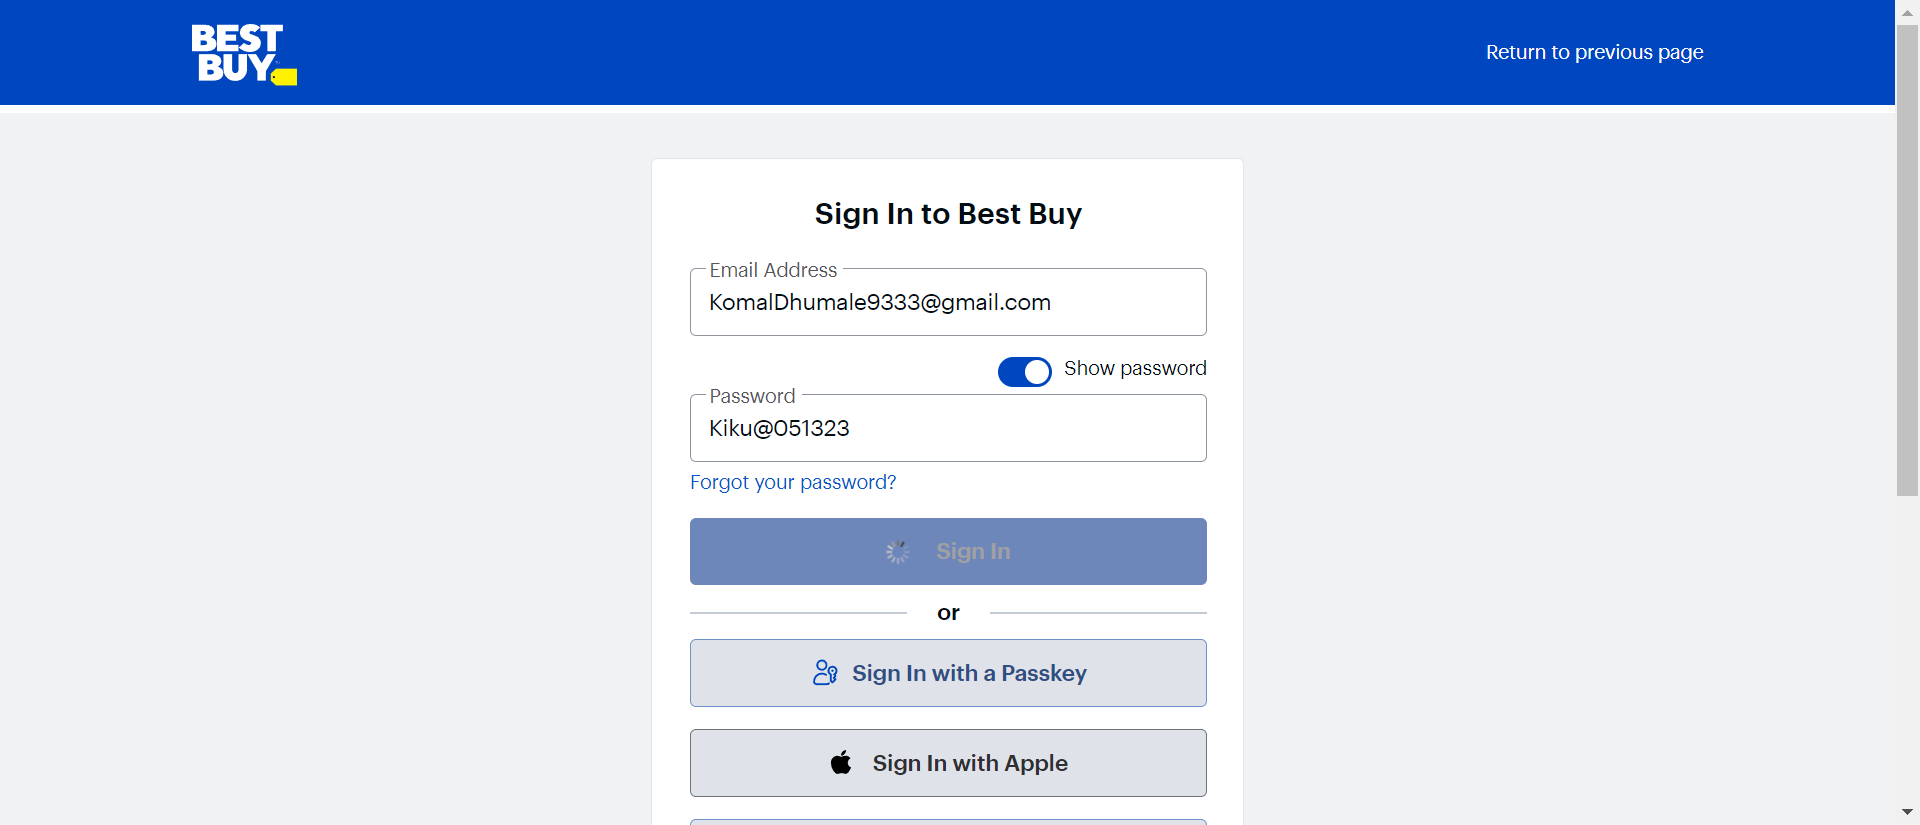 BEST
BUY
Return to previous page
Sign In to Best Buy
Email Address
KomalDhumale9333@gmail.com
Show password
Password
Kiku@051323
Forgot your password?
Sign In
or
Sign In with a Passkey
Sign In with Apple